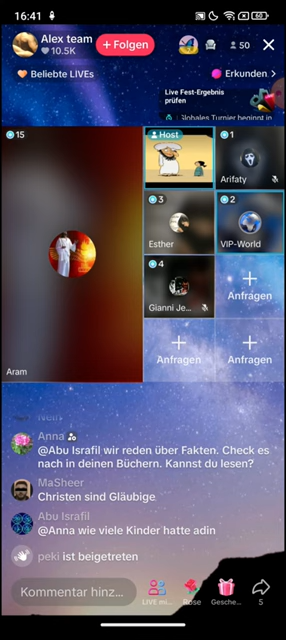 16:41
60
Alex team
+ Folgen
10.5K
50
Beliebte LIVEs
Erkunden >
Live Fest-Ergebnis
prüfen
Globales Turnier beginnt in
15
Host
1
Arifaty
3
Esther
2
VIP-World
4
Gianni Je...
Anfragen
Anfragen
Anfragen
Aram
Nein
Anna
@Abu Israfil wir reden über Fakten. Check es
nach in deinen Büchern. Kannst du lesen?
MaSheer
Christen sind Gläubige
Abu Israfil
@Anna wie viele Kinder hatte adin
peki ist beigetreten
Kommentar hinz...
LIVE mi...
Rose
Gesche...
5